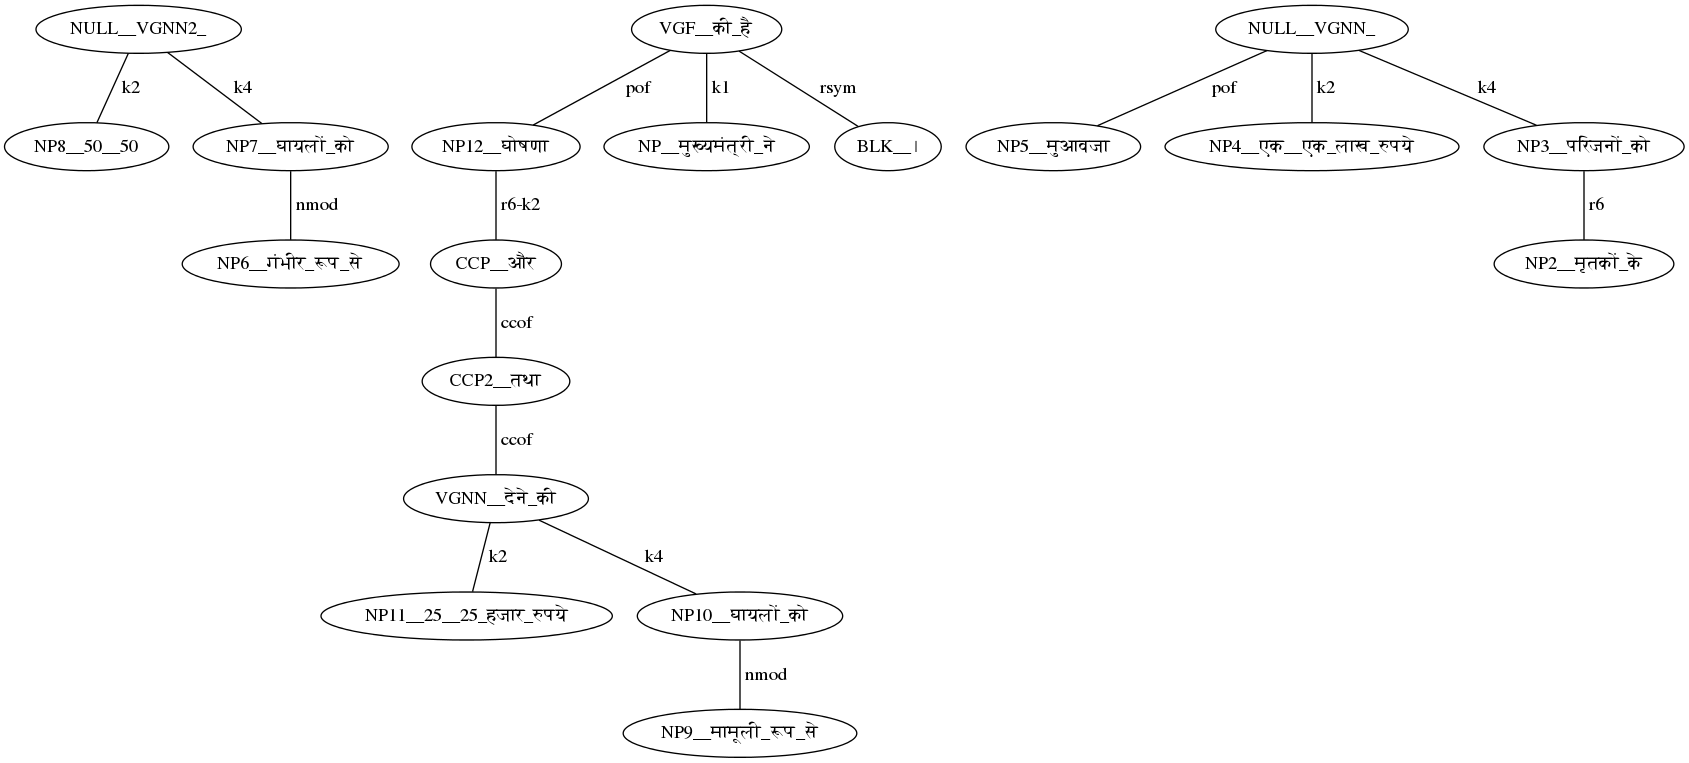 NULL__VGNN2_ VGF__की_है NULL__VGNN_
k2 k4 pof k1 rsym pof k2 k4
NP8__50__50 NP7__घायलों_को NP12__घोषणा NP__मुख्यमंत्री_ने BLK__। NP5__मुआवजा NP4__एक__एक_लाख_रुपये NP3__परिजनों_को
nmod r6-k2 r6
NP6__गंभीर_रूप_से CCP__और NP2__मृतकों_के
ccof
CCP2__तथा
ccof
VGNN__देने_की
k2 k4
NP11__25__25_हजार_रुपये NP10__घायलों_को
nmod
NP9__मामूली_रूप_से